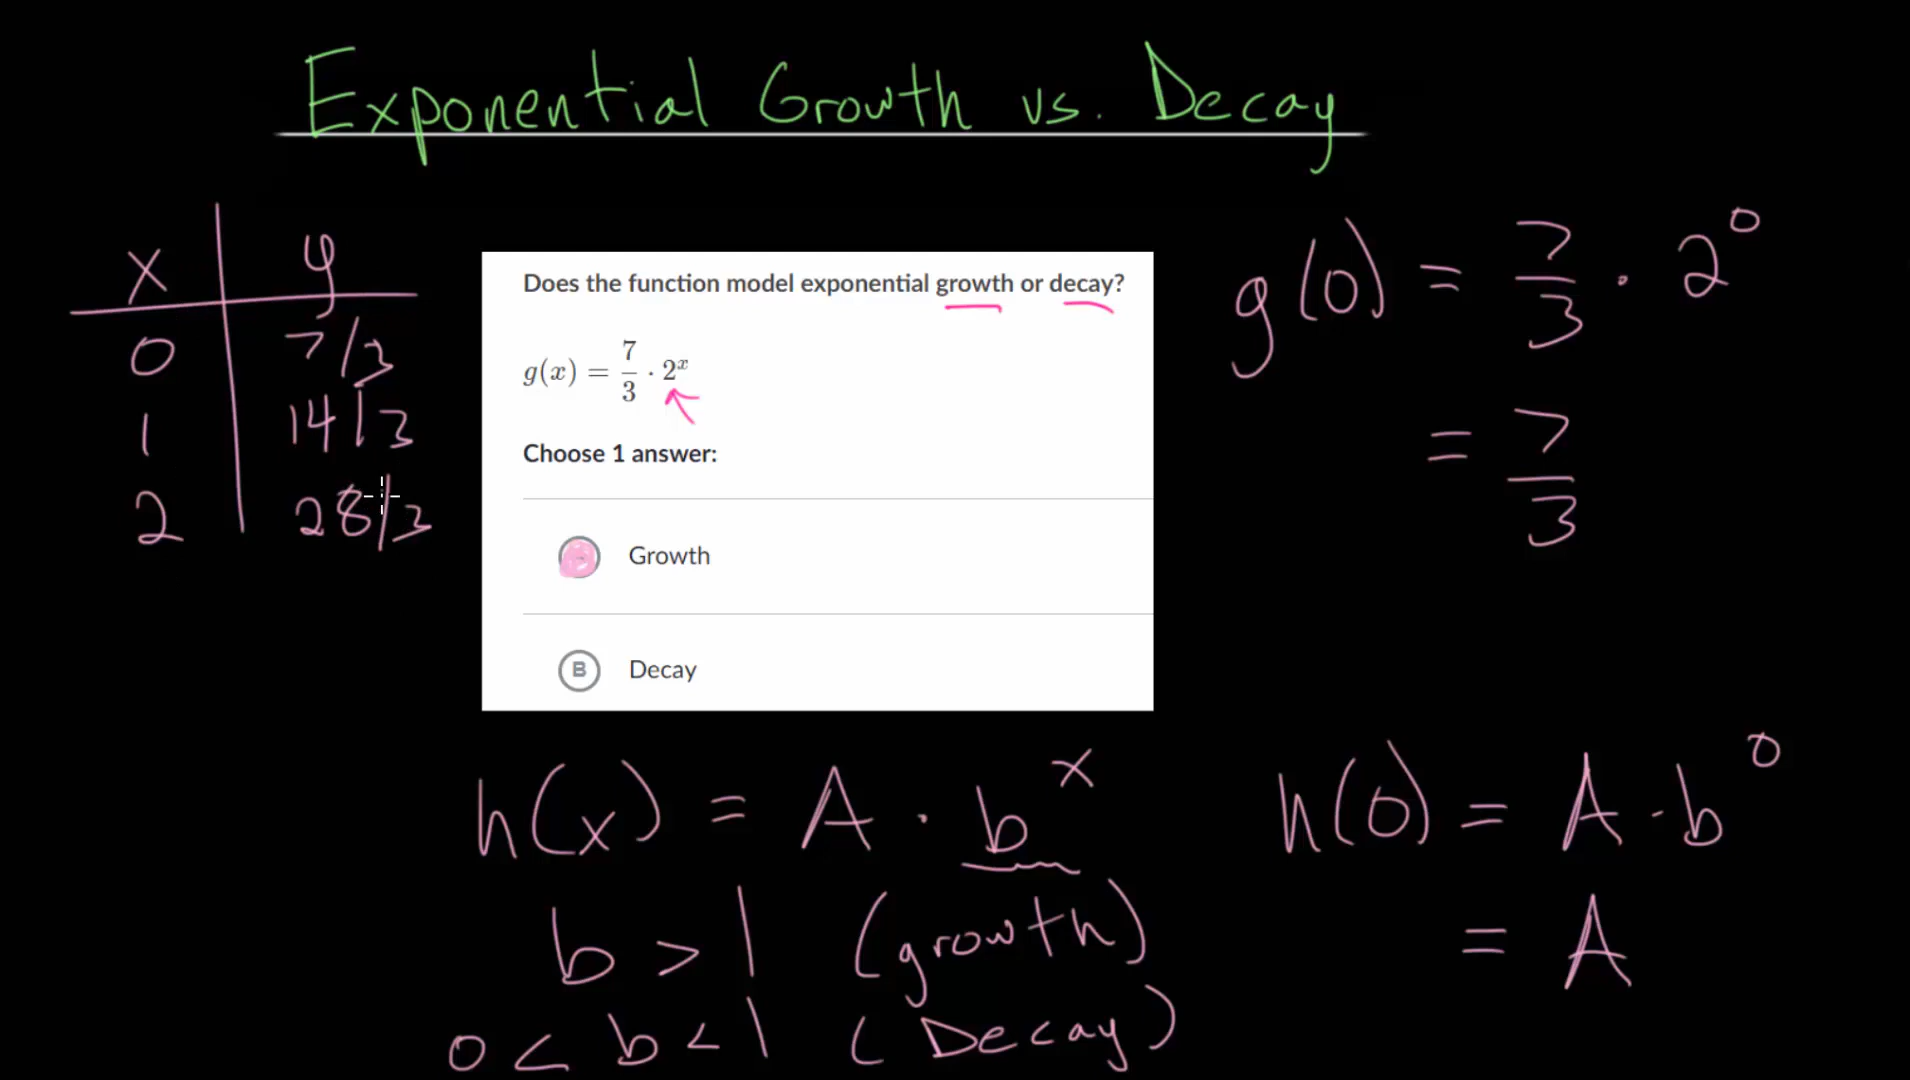 Exponential Growth vs. Decay
x y
0 7/3
1 14/3
2 28/3
Does the function model exponential growth or decay?
g(x) = 7/3 · 2^x
Choose 1 answer:
Growth
B Decay
g(0) = 7/3 · 2^0
= 7/3
h(x) = A · b^x
b > 1 (growth)
0 < b < 1 (Decay)
h(0) = A · b^0
= A